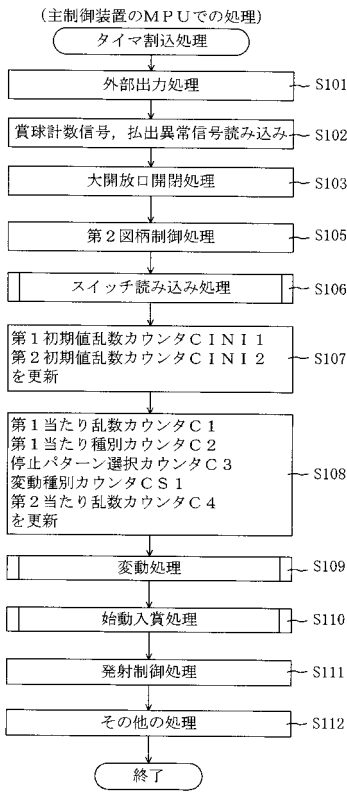 (主制御装置のMPUでの処理)
タイマ割込処理
外部出力処理
S101
賞球計数信号,払出異常信号読み込み
S102
大開放口開閉処理
S103
第2図柄制御処理
S105
スイッチ読み込み処理
S106
第1初期値乱数カウンタCINI1
第2初期値乱数カウンタCINI2
を更新
S107
第1当たり乱数カウンタC1
第1当たり種別カウンタC2
停止パターン選択カウンタC3
変動種別カウンタCS1
第2当たり乱数カウンタC4
を更新
S108
変動処理
S109
始動入賞処理
S110
発射制御処理
S111
その他の処理
S112
終了